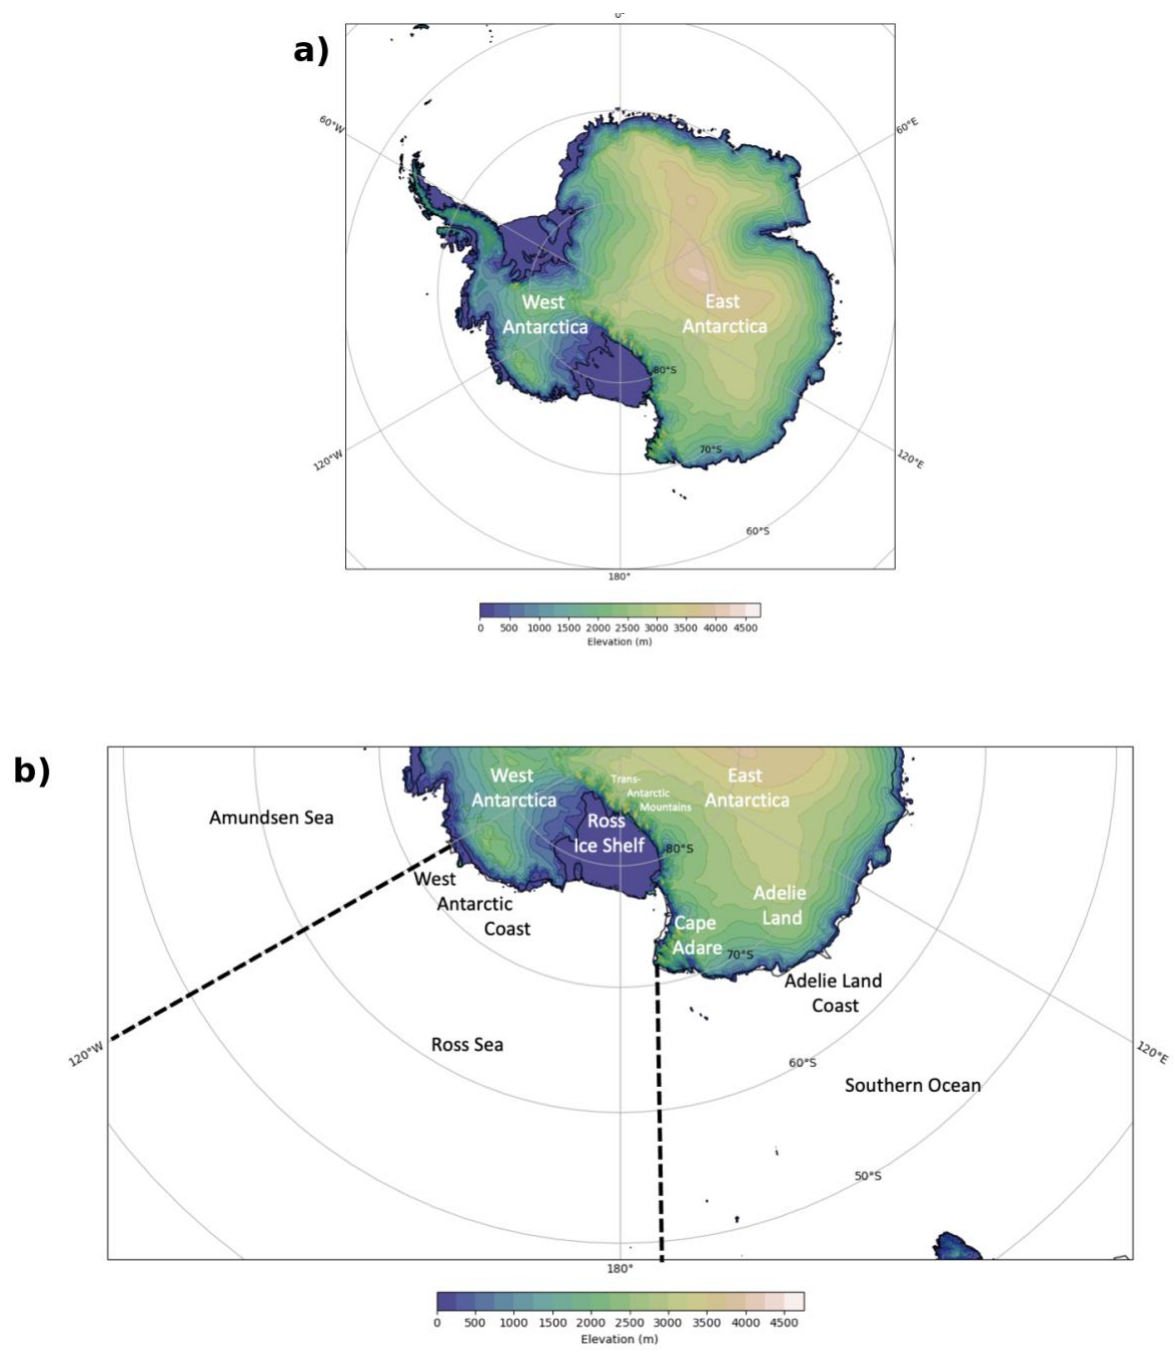 0°
a)
60°W
60°E
West
Antarctica
East
Antarctica
80°S
70°S
120°W
120°E
60°S
180°
0 500 1000 1500 2000 2500 3000 3500 4000 4500
Elevation (m)
b)
West
Antarctica
Trans-
Antarctic
Mountains
East
Antarctica
Amundsen Sea
Ross
Ice Shelf
80°S
West
Antarctic
Coast
Adelie
Land
Cape
Adare
70°S
Adelie Land
Coast
120°W
Ross Sea
60°S
120°E
Southern Ocean
50°S
180°
0 500 1000 1500 2000 2500 3000 3500 4000 4500
Elevation (m)